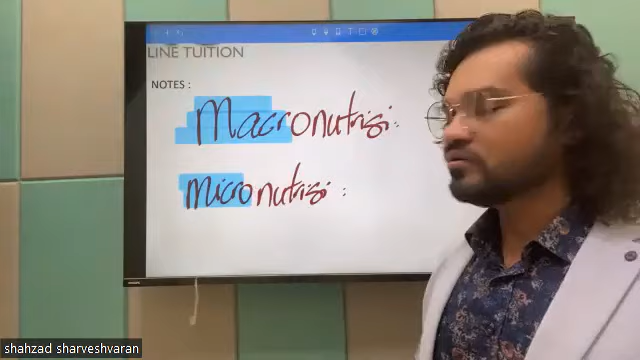 LINE TUITION
NOTES :
Macronutrisi :
Micronutrisi :
shahzad sharveshvaran